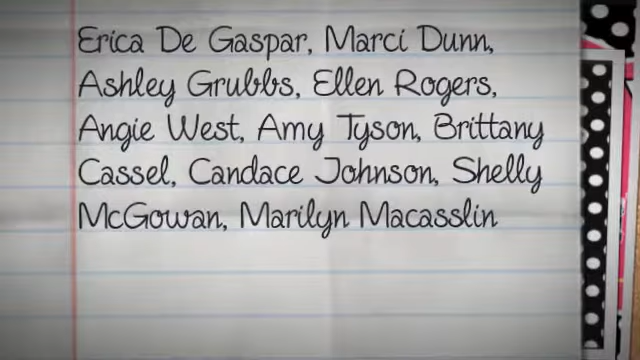 Erica De Gaspar, Marci Dunn,
Ashley Grubbs, Ellen Rogers,
Angie West, Amy Tyson, Brittany
Cassel, Candace Johnson, Shelly
McGowan, Marilyn Macasslin